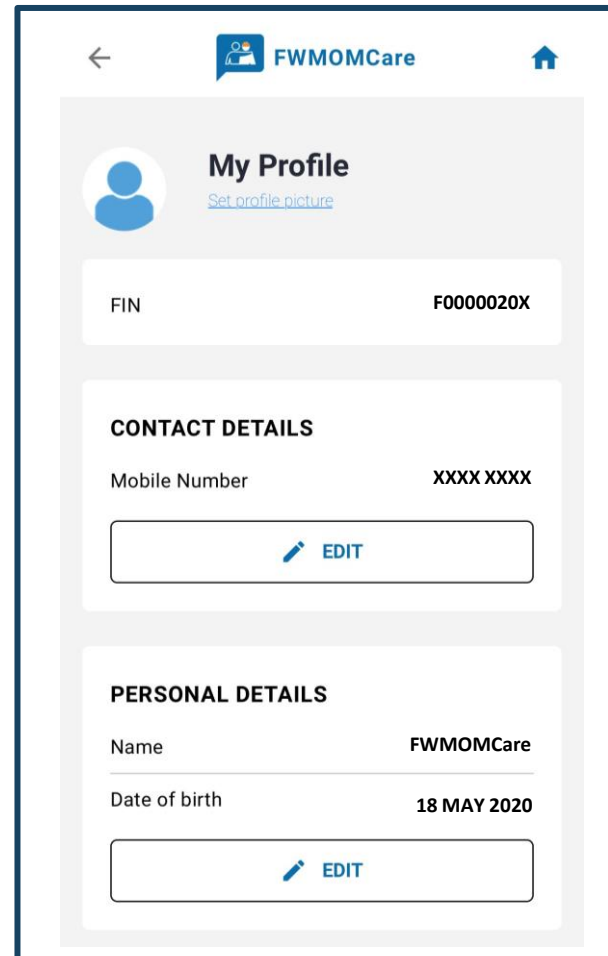 FWMOMCare
My Profile
Set profile picture
FIN F0000020X
CONTACT DETAILS
Mobile Number XXXX XXXX
EDIT
PERSONAL DETAILS
Name FWMOMCare
Date of birth 18 MAY 2020
EDIT